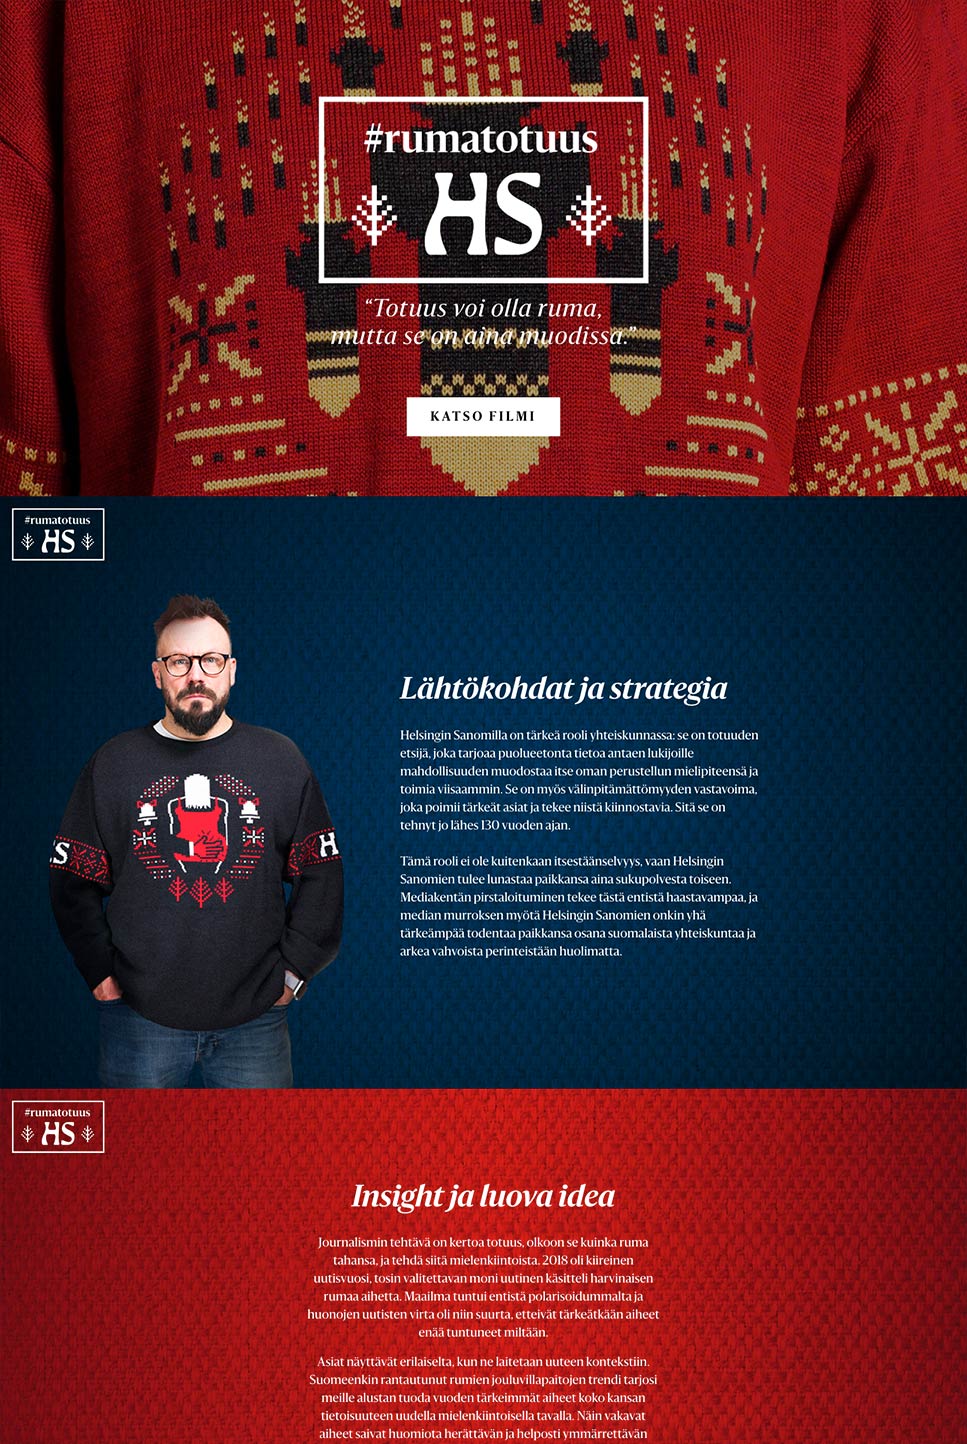 #rumatotuus
HS
“Totuus voi olla ruma,
mutta se on aina muodissa.”
KATSO FILMI
#rumatotuus
HS
Lähtökohdat ja strategia
Helsingin Sanomilla on tärkeä rooli yhteiskunnassa: se on totuuden
etsijä, joka tarjoaa puolueetonta tietoa antaen lukijoille
mahdollisuuden muodostaa itse oman perustellun mielipiteensä ja
toimia viisaammin. Se on myös välinpitämättömyyden vastavoima,
joka poimii tärkeät asiat ja tekee niistä kiinnostavia. Sitä se on
tehnyt jo lähes 130 vuoden ajan.
Tämä rooli ei ole kuitenkaan itsestäänselvyys, vaan Helsingin
Sanomien tulee lunastaa paikkansa aina sukupolvesta toiseen.
Mediakentän pirstaloituminen tekee tästä entistä haastavampaa, ja
median murroksen myötä Helsingin Sanomien onkin yhä
tärkeämpää todentaa paikkansa osana suomalaista yhteiskuntaa ja
arkea vahvoista perinteistään huolimatta.
S
H
#rumatotuus
HS
Insight ja luova idea
Journalismin tehtävä on kertoa totuus, olkoon se kuinka ruma
tahansa, ja tehdä siitä mielenkiintoista. 2018 oli kiireinen
uutisvuosi, tosin valitettavan moni uutinen käsitteli harvinaisen
rumaa aihetta. Maailma tuntui entistä polarisoidummalta ja
huonojen uutisten virta oli niin suurta, etteivät tärkeätkään aiheet
enää tuntuneet miltään.
Asiat näyttävät erilaiselta, kun ne laitetaan uuteen kontekstiin.
Suomeenkin rantautunut rumien jouluvillapaitojen trendi tarjosi
meille alustan tuoda vuoden tärkeimmät aiheet koko kansan
tietoisuuteen uudella mielenkiintoisella tavalla. Näin vakavat
aiheet saivat huomiota herättävän ja helposti ymmärrettävän